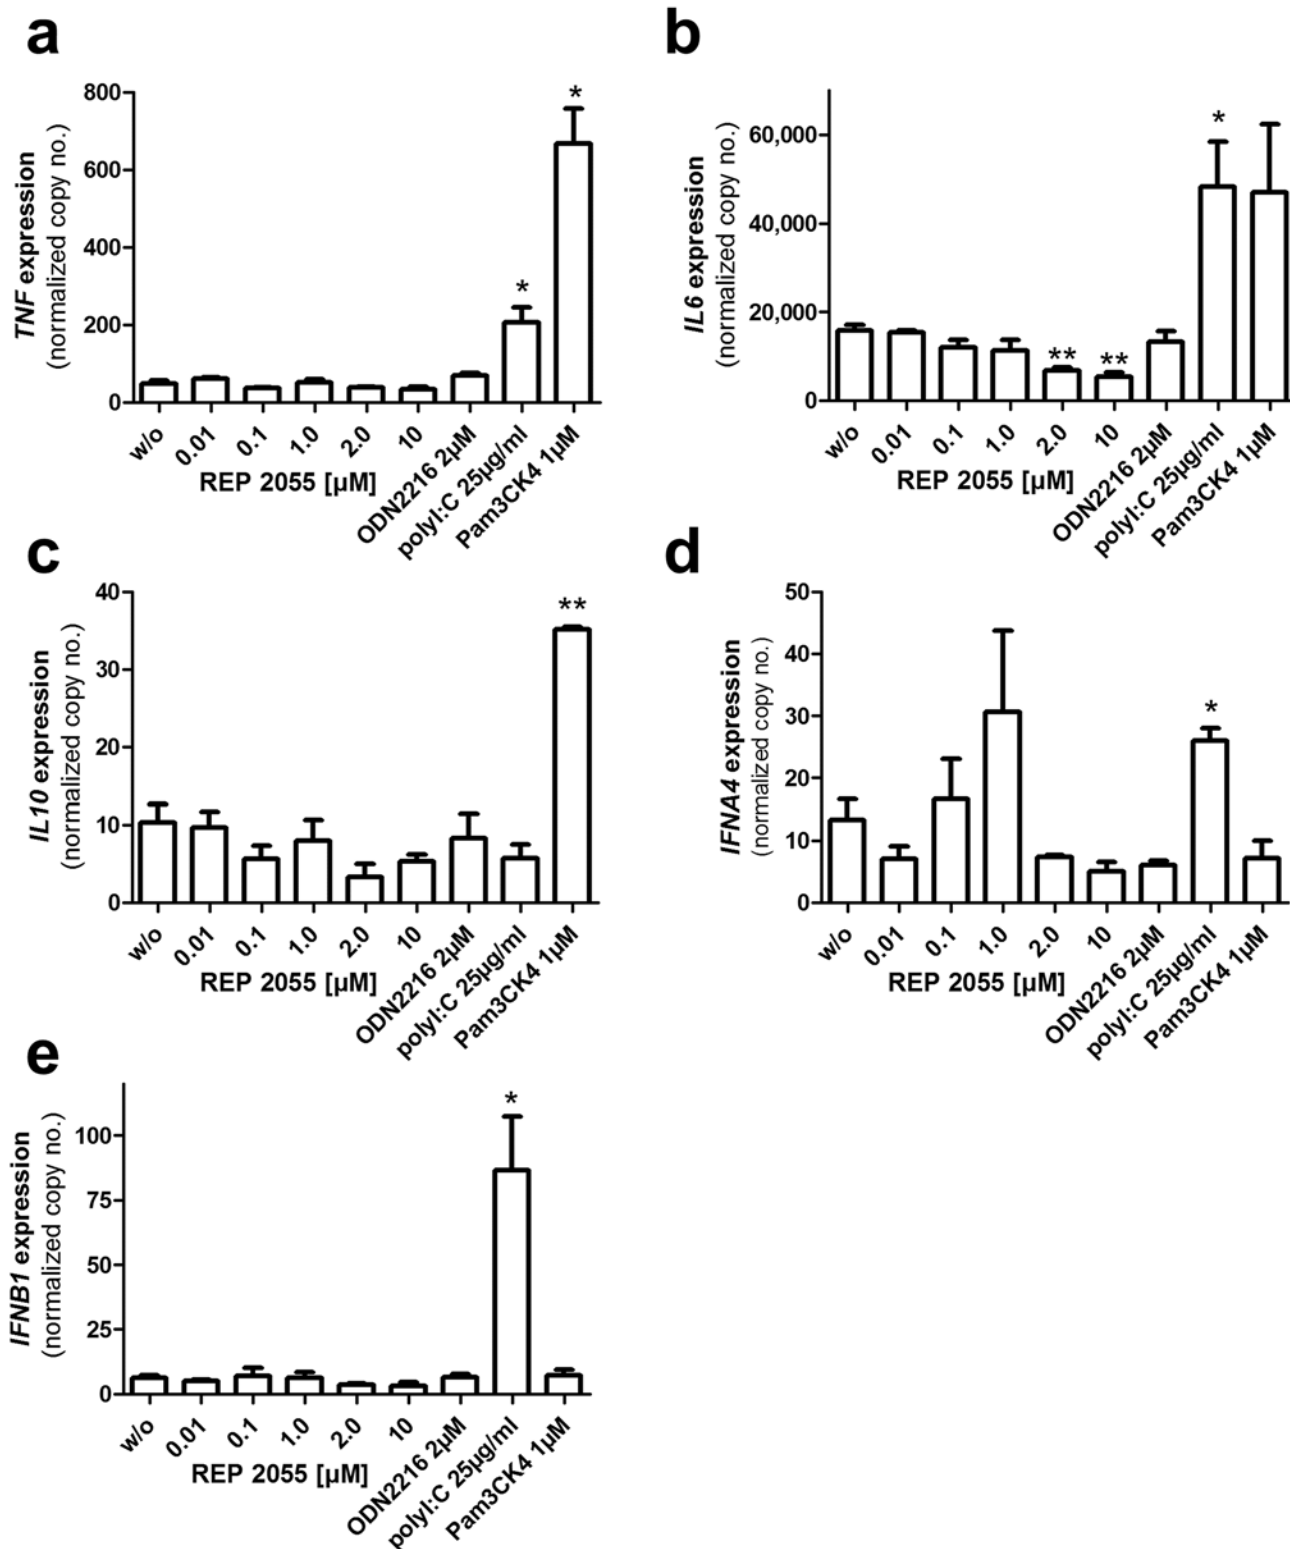 a
TNF expression
(normalized copy no.)
800
600
400
200
0
*
*
w/o
0.01
0.1
1.0
2.0
10
ODN2216 2µM
polyI:C 25µg/ml
Pam3CK4 1µM
REP 2055 [µM]
b
IL6 expression
(normalized copy no.)
60,000
40,000
20,000
0
**
**
*
w/o
0.01
0.1
1.0
2.0
10
ODN2216 2µM
polyI:C 25µg/ml
Pam3CK4 1µM
REP 2055 [µM]
c
IL10 expression
(normalized copy no.)
40
30
20
10
0
**
w/o
0.01
0.1
1.0
2.0
10
ODN2216 2µM
polyI:C 25µg/ml
Pam3CK4 1µM
REP 2055 [µM]
d
IFNA4 expression
(normalized copy no.)
50
40
30
20
10
0
*
w/o
0.01
0.1
1.0
2.0
10
ODN2216 2µM
polyI:C 25µg/ml
Pam3CK4 1µM
REP 2055 [µM]
e
IFNB1 expression
(normalized copy no.)
100
75
50
25
0
*
w/o
0.01
0.1
1.0
2.0
10
ODN2216 2µM
polyI:C 25µg/ml
Pam3CK4 1µM
REP 2055 [µM]